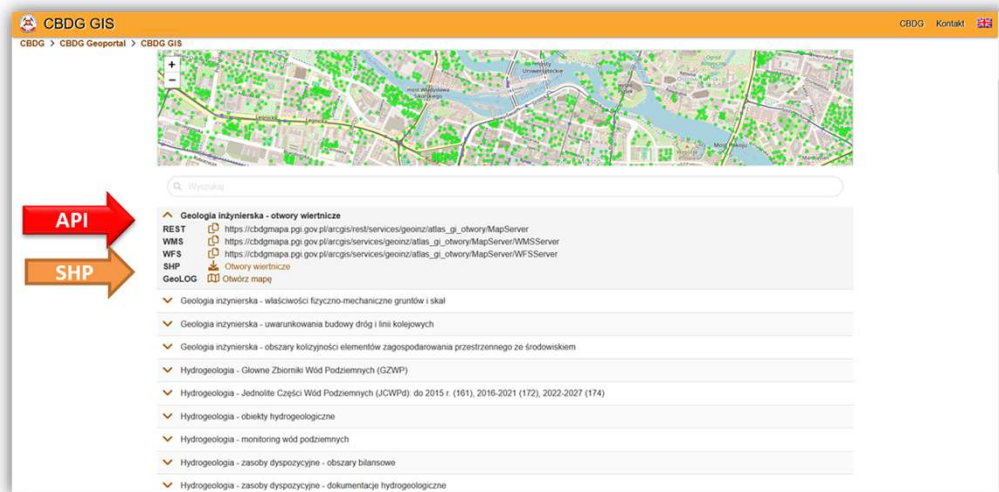 CBDG GIS
CBDG Kontakt
CBDG > CBDG Geoportal > CBDG GIS
+
−
Uniwersyteckie
Legnicka
Wyszukaj
API
SHP
Geologia inżynierska - otwory wiertnicze
REST https://cbdgmapa.pgi.gov.pl/arcgis/rest/services/geoinz/atlas_gi_otwory/MapServer
WMS https://cbdgmapa.pgi.gov.pl/arcgis/services/geoinz/atlas_gi_otwory/MapServer/WMSServer
WFS https://cbdgmapa.pgi.gov.pl/arcgis/services/geoinz/atlas_gi_otwory/MapServer/WFSServer
SHP Otwory wiertnicze
GeoLOG Otwórz mapę
Geologia inżynierska - właściwości fizyczno-mechaniczne gruntów i skał
Geologia inżynierska - uwarunkowania budowy dróg i linii kolejowych
Geologia inżynierska - obszary kolizyjności elementów zagospodarowania przestrzennego ze środowiskiem
Hydrogeologia - Głowne Zbiorniki Wód Podziemnych (GZWP)
Hydrogeologia - Jednolite Części Wód Podziemnych (JCWPd): do 2015 r. (161), 2016-2021 (172), 2022-2027 (174)
Hydrogeologia - obiekty hydrogeologiczne
Hydrogeologia - monitoring wód podziemnych
Hydrogeologia - zasoby dyspozycyjne - obszary bilansowe
Hydrogeologia - zasoby dyspozycyjne - dokumentacje hydrogeologiczne